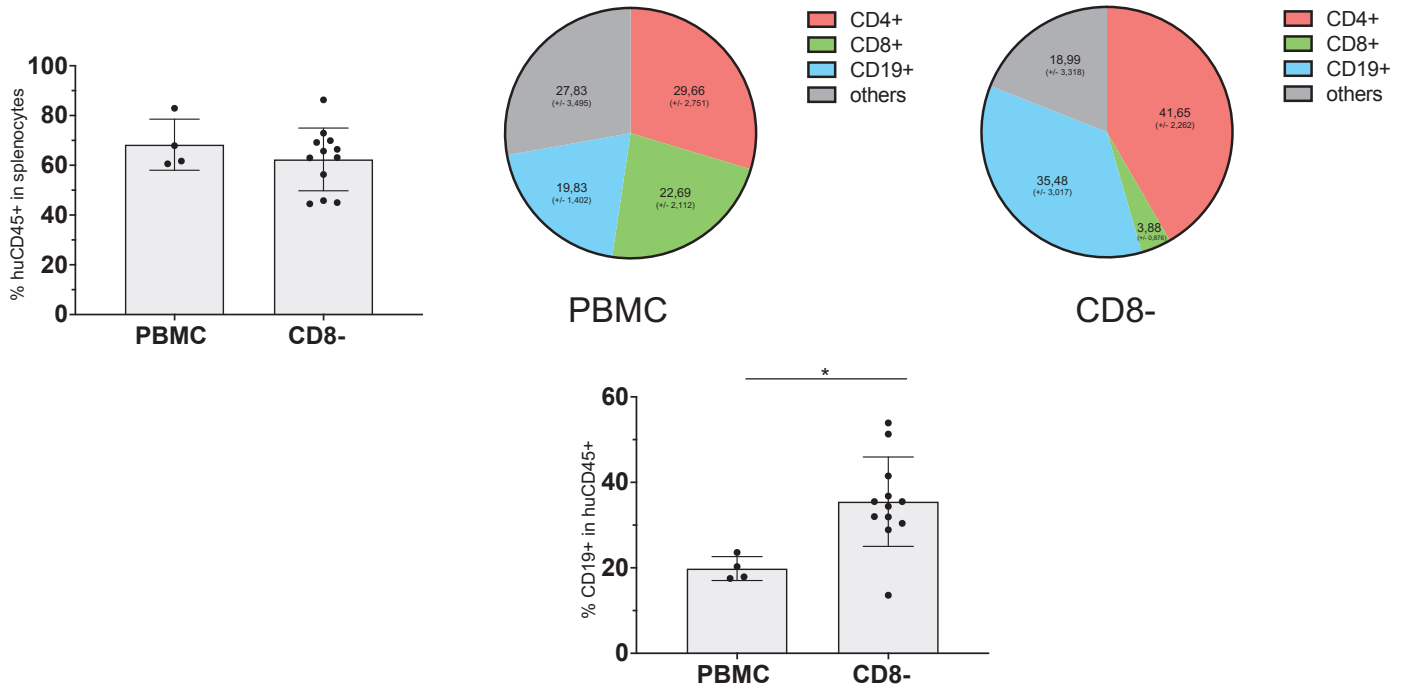 % huCD45+ in splenocytes
100
80
60
40
20
0
PBMC
CD8-
27,83
(+/- 3,495)
29,66
(+/- 2,751)
19,83
(+/- 1,402)
22,69
(+/- 2,112)
CD4+
CD8+
CD19+
others
PBMC
18,99
(+/- 3,318)
41,65
(+/- 2,262)
35,48
(+/- 3,017)
3,88
(+/- 0,876)
CD4+
CD8+
CD19+
others
CD8-
*
% CD19+ in huCD45+
60
40
20
0
PBMC
CD8-